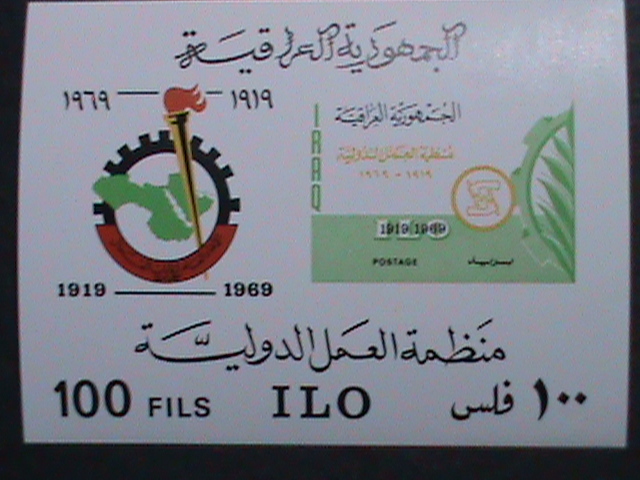 الجمهورية العراقية
١٩٦٩ ١٩١٩
1919 1969
IRAQ
الجمهورية العراقية
منظمة العمل الدولية
١٩١٩ - ١٩٦٩
1919 1969
POSTAGE بريد
منظمة العمل الدولية
100 FILS ILO ١٠٠ فلس